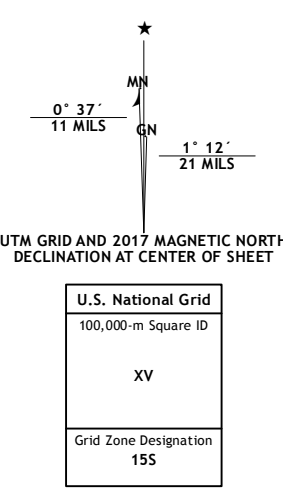 MN
0° 37´
11 MILS
GN
1° 12´
21 MILS
UTM GRID AND 2017 MAGNETIC NORTH
DECLINATION AT CENTER OF SHEET
U.S. National Grid
100,000-m Square ID
XV
Grid Zone Designation
15S